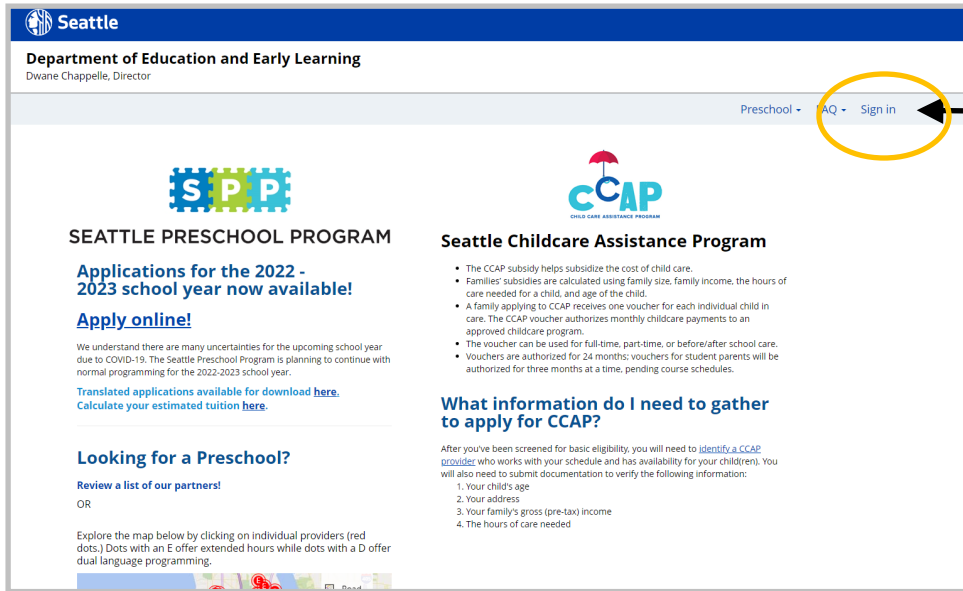 Seattle
Department of Education and Early Learning
Dwane Chappelle, Director
Preschool FAQ Sign in
SPP
SEATTLE PRESCHOOL PROGRAM
Applications for the 2022 -
2023 school year now available!
Apply online!
We understand there are many uncertainties for the upcoming school year
due to COVID-19. The Seattle Preschool Program is planning to continue with
normal programming for the 2022-2023 school year.
Translated applications available for download here.
Calculate your estimated tuition here.
Looking for a Preschool?
Review a list of our partners!
OR
Explore the map below by clicking on individual providers (red
dots.) Dots with an E offer extended hours while dots with a D offer
dual language programming.
E
Road
CCAP
CHILD CARE ASSISTANCE PROGRAM
Seattle Childcare Assistance Program
• The CCAP subsidy helps subsidize the cost of child care.
• Families' subsidies are calculated using family size, family income, the hours of
care needed for a child, and age of the child.
• A family applying to CCAP receives one voucher for each individual child in
care. The CCAP voucher authorizes monthly childcare payments to an
approved childcare program.
• The voucher can be used for full-time, part-time, or before/after school care.
• Vouchers are authorized for 24 months; vouchers for student parents will be
authorized for three months at a time, pending course schedules.
What information do I need to gather
to apply for CCAP?
After you've been screened for basic eligibility, you will need to identify a CCAP
provider who works with your schedule and has availability for your child(ren). You
will also need to submit documentation to verify the following information:
1. Your child's age
2. Your address
3. Your family's gross (pre-tax) income
4. The hours of care needed